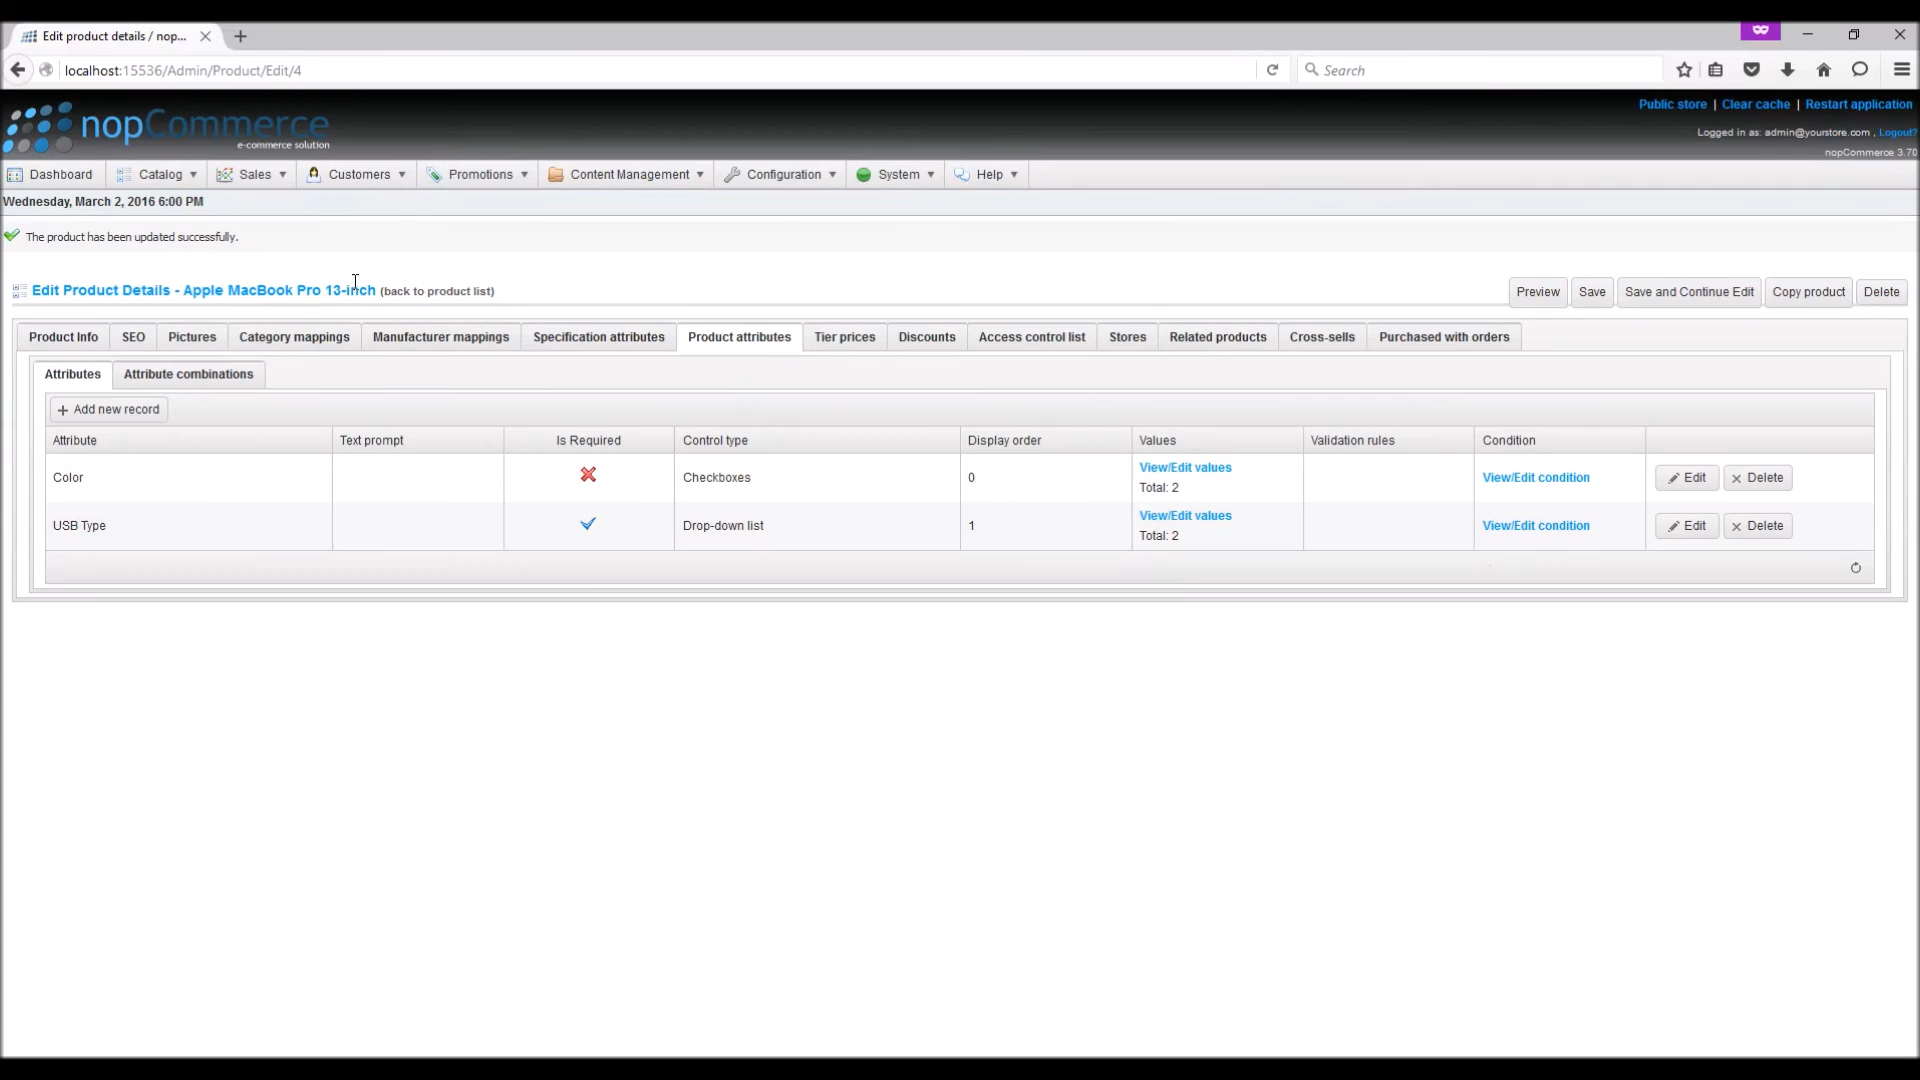 Edit product details / nop...
localhost:15536/Admin/Product/Edit/4
Search
nopCommerce
e-commerce solution
Public store | Clear cache | Restart application
Logged in as: admin@yourstore.com , Logout?
nopCommerce 3.70
Dashboard Catalog Sales Customers Promotions Content Management Configuration System Help
Wednesday, March 2, 2016 6:00 PM
The product has been updated successfully.
Edit Product Details - Apple MacBook Pro 13-inch (back to product list)
Preview Save Save and Continue Edit Copy product Delete
Product Info SEO Pictures Category mappings Manufacturer mappings Specification attributes Product attributes Tier prices Discounts Access control list Stores Related products Cross-sells Purchased with orders
Attributes Attribute combinations
+ Add new record
Attribute Text prompt Is Required Control type Display order Values Validation rules Condition
Color Checkboxes 0 View/Edit values View/Edit condition Edit Delete
Total: 2
USB Type Drop-down list 1 View/Edit values View/Edit condition Edit Delete
Total: 2